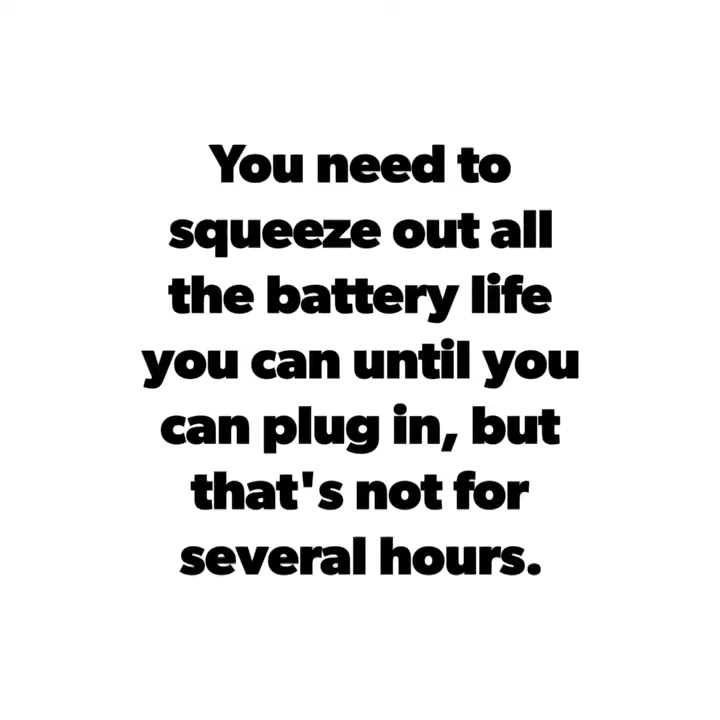 You need to
squeeze out all
the battery life
you can until you
can plug in, but
that's not for
several hours.